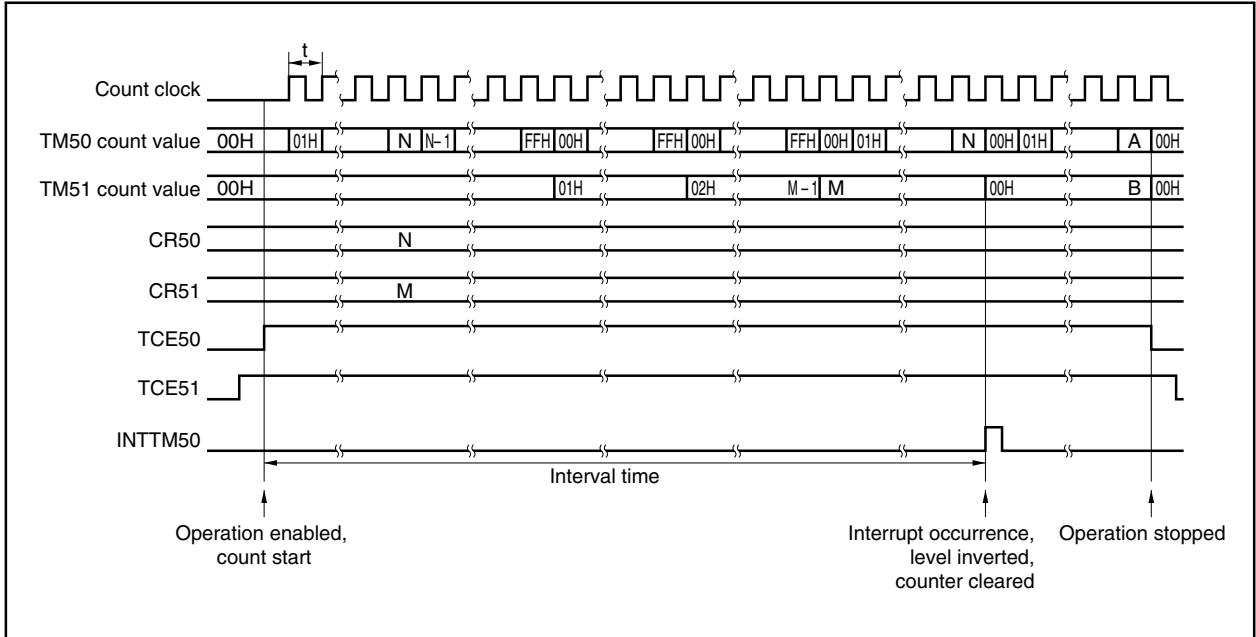 t
Count clock
TM50 count value 00H 01H N N–1 FFH 00H FFH 00H FFH 00H 01H N 00H 01H A 00H
TM51 count value 00H 01H 02H M–1 M 00H B 00H
CR50 N
CR51 M
TCE50
TCE51
INTTM50
Interval time
Operation enabled,
count start
Interrupt occurrence,
level inverted,
counter cleared
Operation stopped